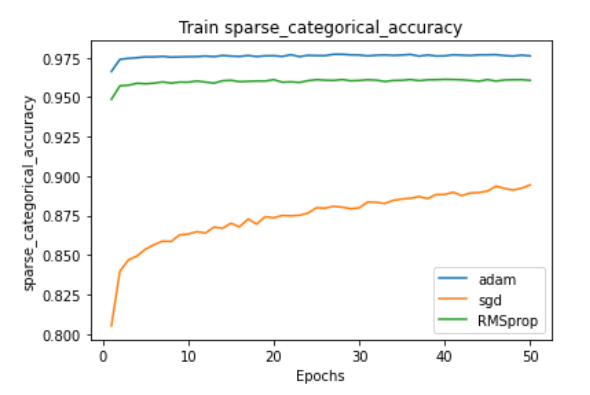 Train sparse_categorical_accuracy
sparse_categorical_accuracy
0.975
0.950
0.925
0.900
0.875
0.850
0.825
0.800
adam
sgd
RMSprop
0 10 20 30 40 50
Epochs